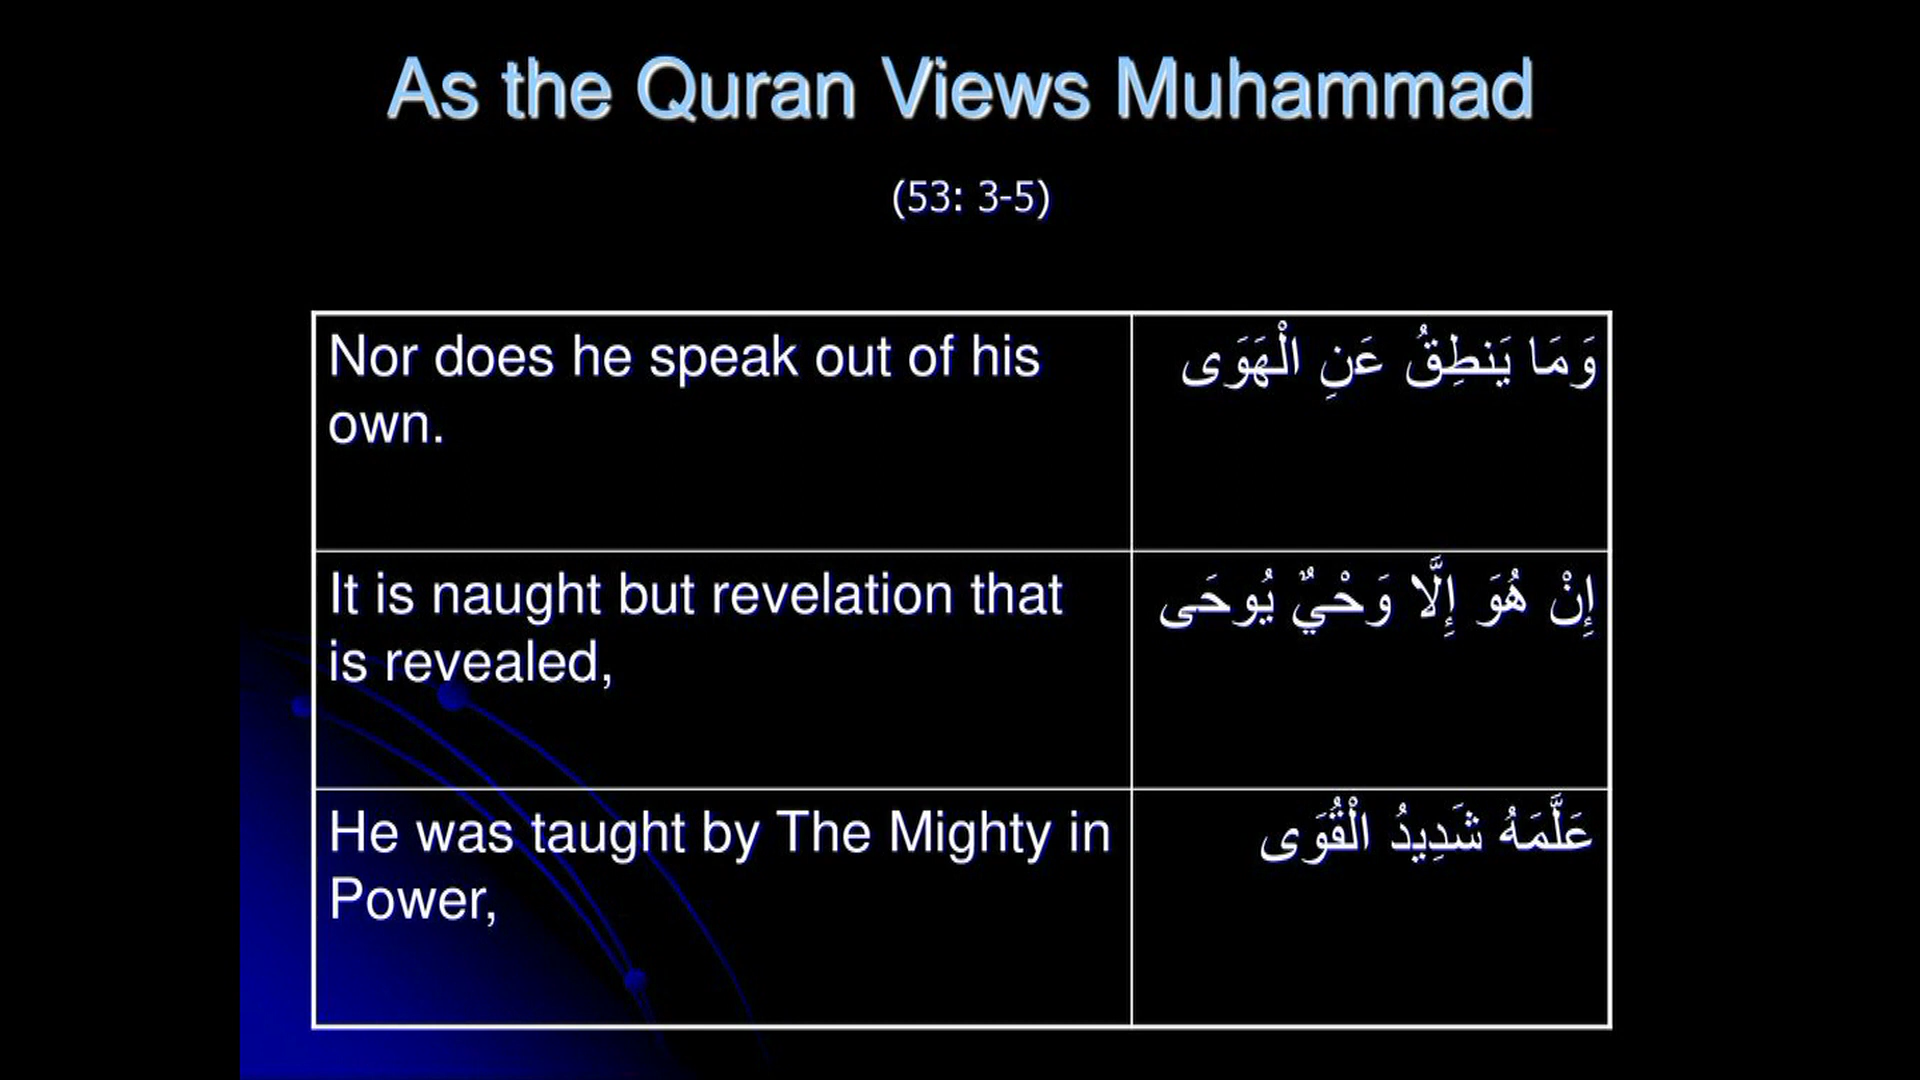 As the Quran Views Muhammad
(53: 3-5)
Nor does he speak out of his
own.
وَمَا يَنطِقُ عَنِ الْهَوَى
It is naught but revelation that
is revealed,
إِنْ هُوَ إِلَّا وَحْيٌ يُوحَى
He was taught by The Mighty in
Power,
عَلَّمَهُ شَدِيدُ الْقُوَى